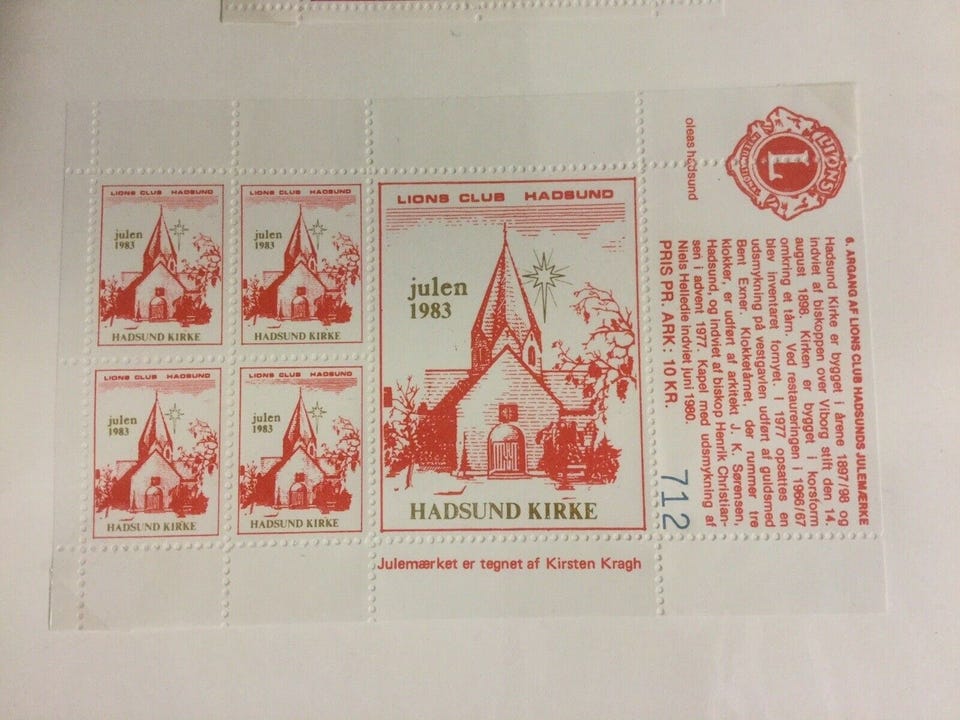 LIONS CLUB HADSUND
julen
1983
HADSUND KIRKE
LIONS CLUB HADSUND
julen
1983
HADSUND KIRKE
LIONS CLUB HADSUND
julen
1983
HADSUND KIRKE
LIONS CLUB HADSUND
julen
1983
HADSUND KIRKE
LIONS CLUB HADSUND
julen
1983
HADSUND KIRKE
Julemærket er tegnet af Kirsten Kragh
LIONS
L
INTERNATIONAL
oleas hadsund
6. ÅRGANG AF LIONS CLUB HADSUNDS JULEMÆRKE
Hadsund Kirke er bygget i årene 1897/98 og
indviet af biskoppen over Viborg stift den 14.
august 1898. Kirken er bygget i korsform
omkring et tårn. Ved restaureringen i 1966/67
blev inventaret fornyet. I 1977 opsattes en
udsmykning på vestgavlen udført af guldsmed
Bent Exner. Klokketårnet, der rummer tre
klokker, er udført af arkitekt J. K. Sørensen,
Hadsund, og indviet af biskop Henrik Christian-
sen i advent 1977. Kapel med udsmykning af
Niels Helledie indviet juni 1980.
PRIS PR. ARK: 10 KR.
712